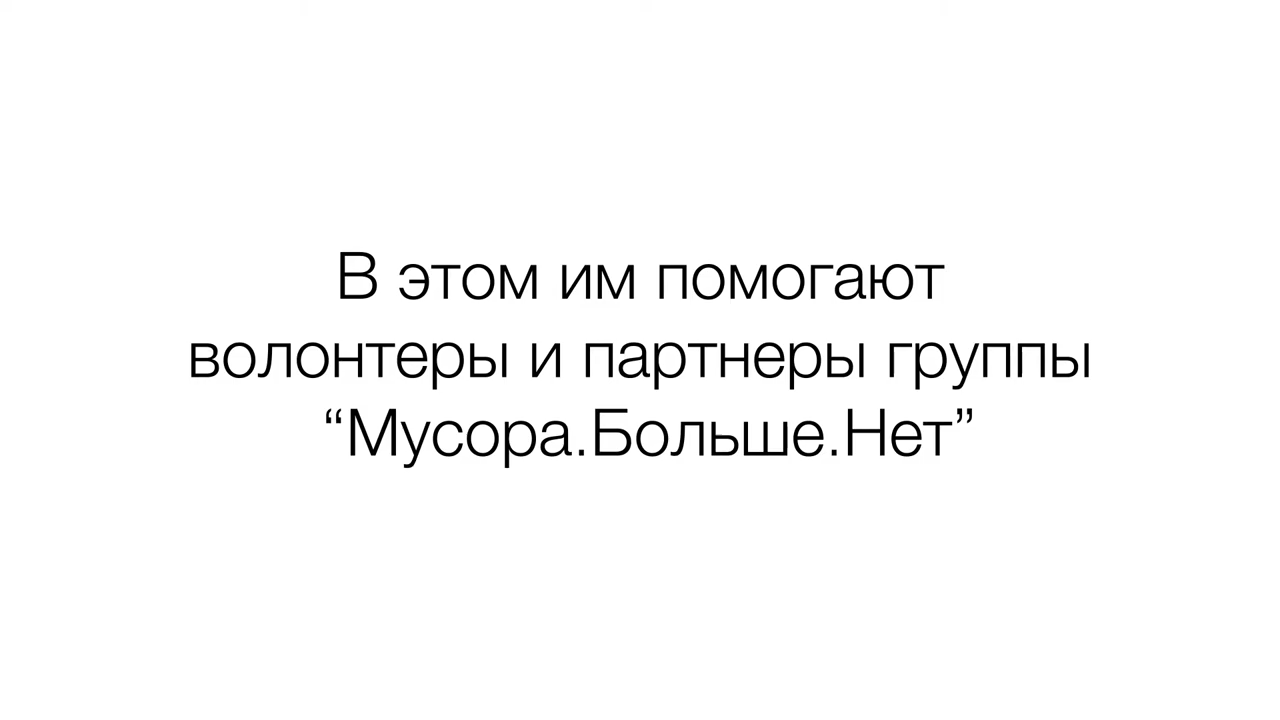 В этом им помогают
волонтеры и партнеры группы
“Мусора.Больше.Нет”